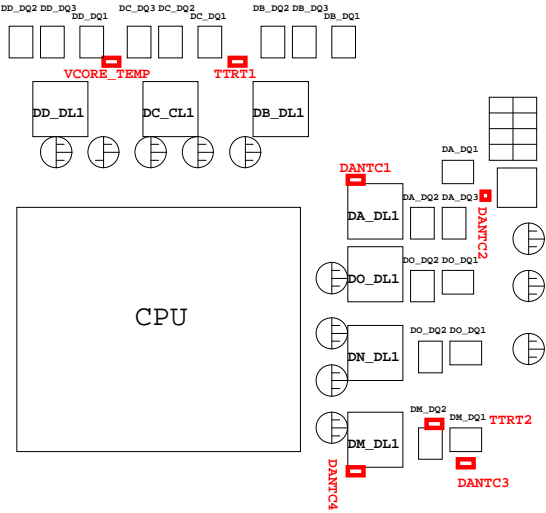 DD_DQ2 DD_DQ3 DC_DQ3 DC_DQ2 DB_DQ2 DB_DQ3
DD_DQ1 DC_DQ1 DB_DQ1
VCORE_TEMP TTRT1
DD_DL1 DC_CL1 DB_DL1
DA_DQ1
DANTC1
DA_DQ2 DA_DQ3
DANTC2
DA_DL1
DO_DQ2 DO_DQ1
DO_DL1
CPU
DO_DQ2 DO_DQ1
DN_DL1
DM_DQ2
DM_DQ1 TTRT2
DM_DL1
DANTC4
DANTC3